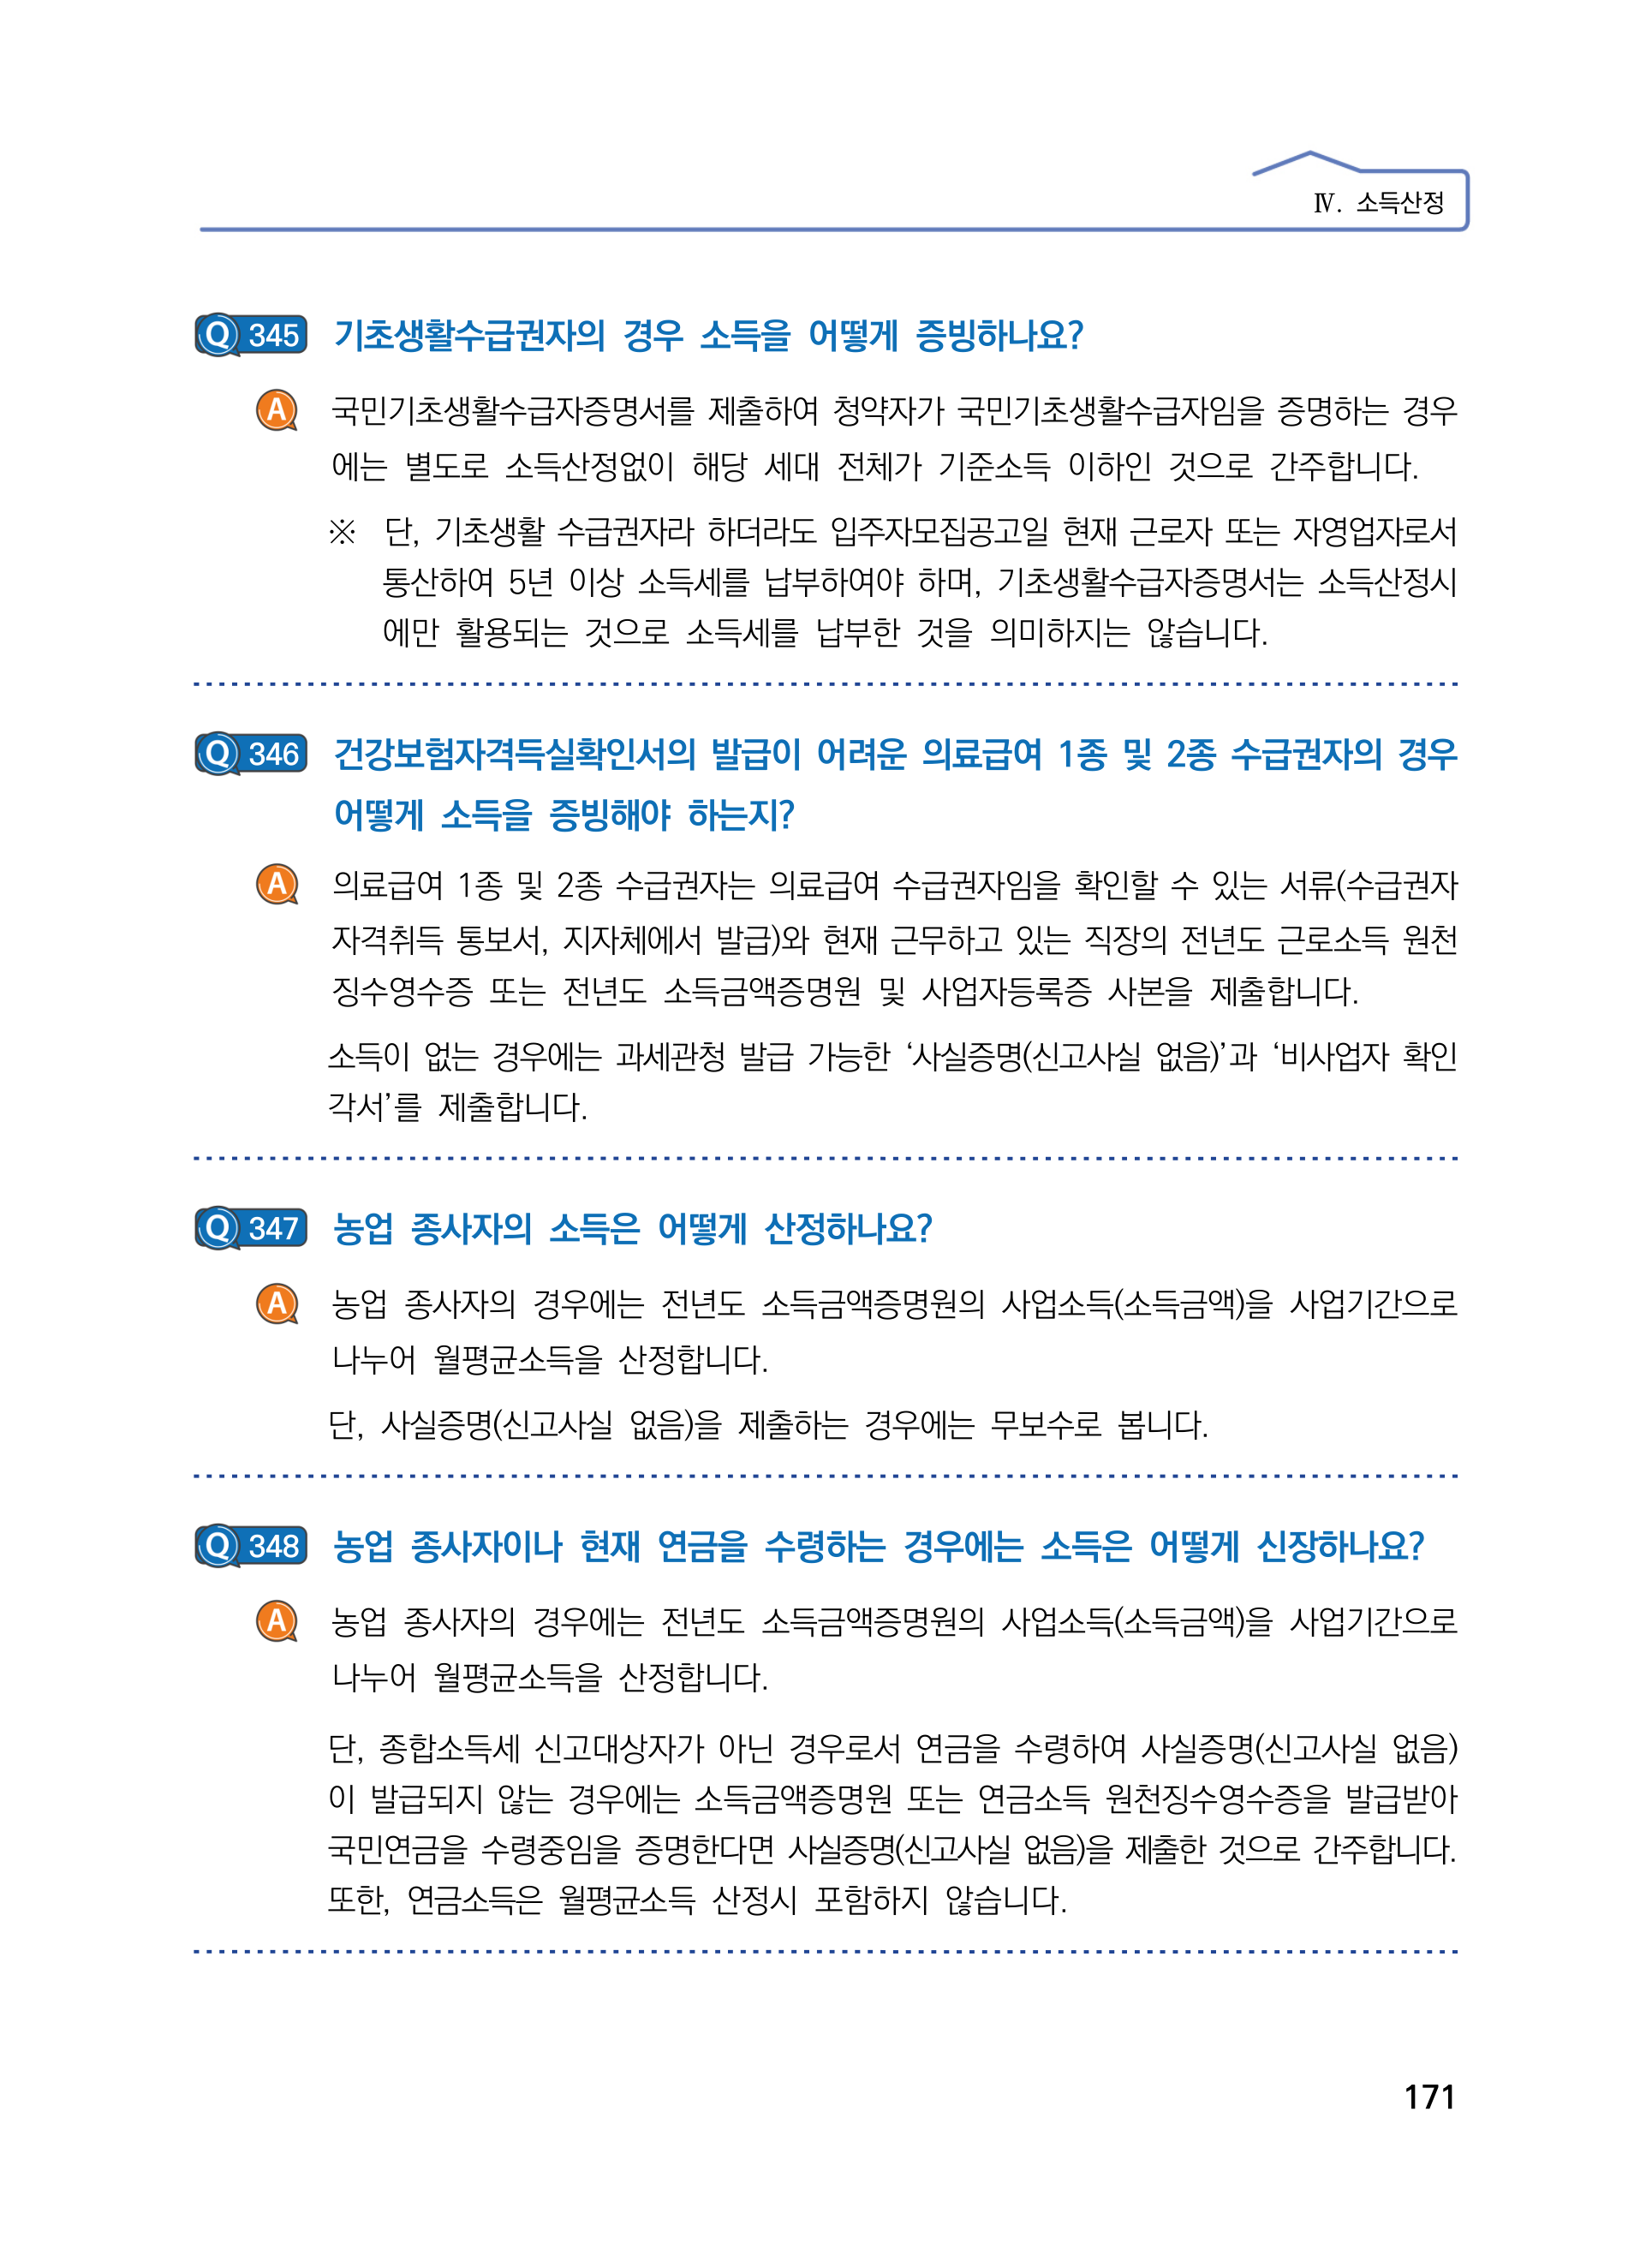 Ⅳ. 소득산정
Q 345 기초생활수급권자의 경우 소득을 어떻게 증빙하나요?
A 국민기초생활수급자증명서를 제출하여 청약자가 국민기초생활수급자임을 증명하는 경우
에는 별도로 소득산정없이 해당 세대 전체가 기준소득 이하인 것으로 간주합니다.
※ 단, 기초생활 수급권자라 하더라도 입주자모집공고일 현재 근로자 또는 자영업자로서
통산하여 5년 이상 소득세를 납부하여야 하며, 기초생활수급자증명서는 소득산정시
에만 활용되는 것으로 소득세를 납부한 것을 의미하지는 않습니다.
Q 346 건강보험자격득실확인서의 발급이 어려운 의료급여 1종 및 2종 수급권자의 경우
어떻게 소득을 증빙해야 하는지?
A 의료급여 1종 및 2종 수급권자는 의료급여 수급권자임을 확인할 수 있는 서류(수급권자
자격취득 통보서, 지자체에서 발급)와 현재 근무하고 있는 직장의 전년도 근로소득 원천
징수영수증 또는 전년도 소득금액증명원 및 사업자등록증 사본을 제출합니다.
소득이 없는 경우에는 과세관청 발급 가능한 ‘사실증명(신고사실 없음)’과 ‘비사업자 확인
각서’를 제출합니다.
Q 347 농업 종사자의 소득은 어떻게 산정하나요?
A 농업 종사자의 경우에는 전년도 소득금액증명원의 사업소득(소득금액)을 사업기간으로
나누어 월평균소득을 산정합니다.
단, 사실증명(신고사실 없음)을 제출하는 경우에는 무보수로 봅니다.
Q 348 농업 종사자이나 현재 연금을 수령하는 경우에는 소득은 어떻게 신장하나요?
A 농업 종사자의 경우에는 전년도 소득금액증명원의 사업소득(소득금액)을 사업기간으로
나누어 월평균소득을 산정합니다.
단, 종합소득세 신고대상자가 아닌 경우로서 연금을 수령하여 사실증명(신고사실 없음)
이 발급되지 않는 경우에는 소득금액증명원 또는 연금소득 원천징수영수증을 발급받아
국민연금을 수령중임을 증명한다면 사실증명(신고사실 없음)을 제출한 것으로 간주합니다.
또한, 연금소득은 월평균소득 산정시 포함하지 않습니다.
171